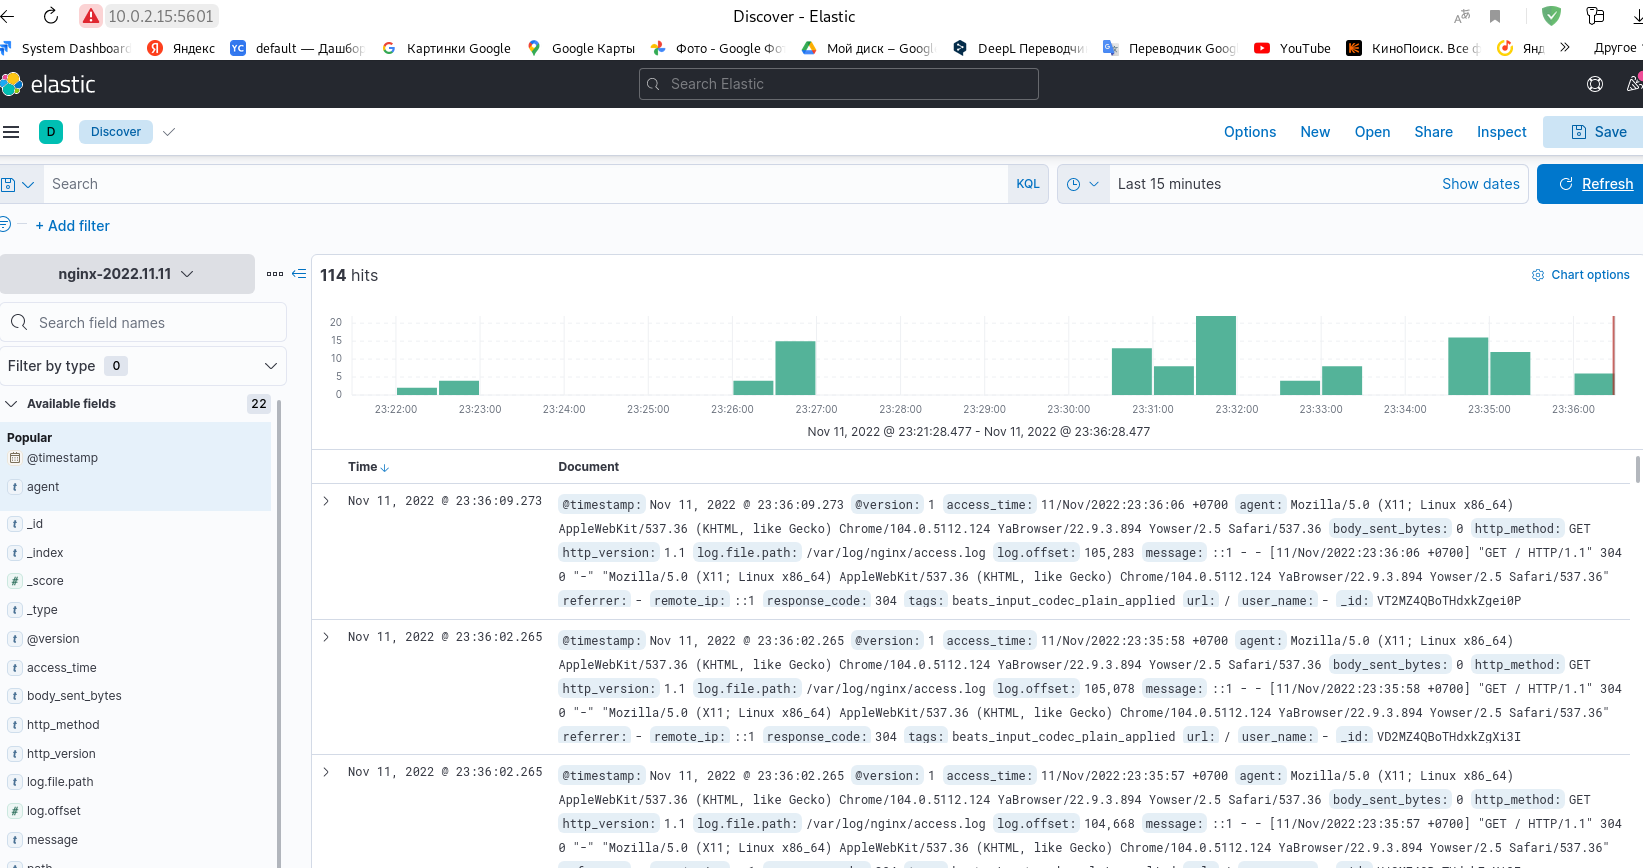 10.0.2.15:5601 Discover - Elastic
System Dashboard Яндекс default — Дашбор Картинки Google Google Карты Фото - Google Фо Мой диск – Google DeepL Переводчи Переводчик Goog YouTube КиноПоиск. Все ф Янд Другое
elastic Search Elastic
D Discover Options New Open Share Inspect Save
Search KQL Last 15 minutes Show dates Refresh
+ Add filter
nginx-2022.11.11
Search field names
Filter by type 0
Available fields 22
Popular
@timestamp
agent
_id
_index
_score
_type
@version
access_time
body_sent_bytes
http_method
http_version
log.file.path
log.offset
message
114 hits Chart options
20
15
10
5
0
23:22:00 23:23:00 23:24:00 23:25:00 23:26:00 23:27:00 23:28:00 23:29:00 23:30:00 23:31:00 23:32:00 23:33:00 23:34:00 23:35:00 23:36:00
Nov 11, 2022 @ 23:21:28.477 - Nov 11, 2022 @ 23:36:28.477
Time Document
Nov 11, 2022 @ 23:36:09.273 @timestamp: Nov 11, 2022 @ 23:36:09.273 @version: 1 access_time: 11/Nov/2022:23:36:06 +0700 agent: Mozilla/5.0 (X11; Linux x86_64)
AppleWebKit/537.36 (KHTML, like Gecko) Chrome/104.0.5112.124 YaBrowser/22.9.3.894 Yowser/2.5 Safari/537.36 body_sent_bytes: 0 http_method: GET
http_version: 1.1 log.file.path: /var/log/nginx/access.log log.offset: 105,283 message: ::1 - - [11/Nov/2022:23:36:06 +0700] "GET / HTTP/1.1" 304
0 "-" "Mozilla/5.0 (X11; Linux x86_64) AppleWebKit/537.36 (KHTML, like Gecko) Chrome/104.0.5112.124 YaBrowser/22.9.3.894 Yowser/2.5 Safari/537.36"
referrer: - remote_ip: ::1 response_code: 304 tags: beats_input_codec_plain_applied url: / user_name: - _id: VT2MZ4QBoTHdxkZgei0P
Nov 11, 2022 @ 23:36:02.265 @timestamp: Nov 11, 2022 @ 23:36:02.265 @version: 1 access_time: 11/Nov/2022:23:35:58 +0700 agent: Mozilla/5.0 (X11; Linux x86_64)
AppleWebKit/537.36 (KHTML, like Gecko) Chrome/104.0.5112.124 YaBrowser/22.9.3.894 Yowser/2.5 Safari/537.36 body_sent_bytes: 0 http_method: GET
http_version: 1.1 log.file.path: /var/log/nginx/access.log log.offset: 105,078 message: ::1 - - [11/Nov/2022:23:35:58 +0700] "GET / HTTP/1.1" 304
0 "-" "Mozilla/5.0 (X11; Linux x86_64) AppleWebKit/537.36 (KHTML, like Gecko) Chrome/104.0.5112.124 YaBrowser/22.9.3.894 Yowser/2.5 Safari/537.36"
referrer: - remote_ip: ::1 response_code: 304 tags: beats_input_codec_plain_applied url: / user_name: - _id: VD2MZ4QBoTHdxkZgXi3I
Nov 11, 2022 @ 23:36:02.265 @timestamp: Nov 11, 2022 @ 23:36:02.265 @version: 1 access_time: 11/Nov/2022:23:35:57 +0700 agent: Mozilla/5.0 (X11; Linux x86_64)
AppleWebKit/537.36 (KHTML, like Gecko) Chrome/104.0.5112.124 YaBrowser/22.9.3.894 Yowser/2.5 Safari/537.36 body_sent_bytes: 0 http_method: GET
http_version: 1.1 log.file.path: /var/log/nginx/access.log log.offset: 104,668 message: ::1 - - [11/Nov/2022:23:35:57 +0700] "GET / HTTP/1.1" 304
0 "-" "Mozilla/5.0 (X11; Linux x86_64) AppleWebKit/537.36 (KHTML, like Gecko) Chrome/104.0.5112.124 YaBrowser/22.9.3.894 Yowser/2.5 Safari/537.36"